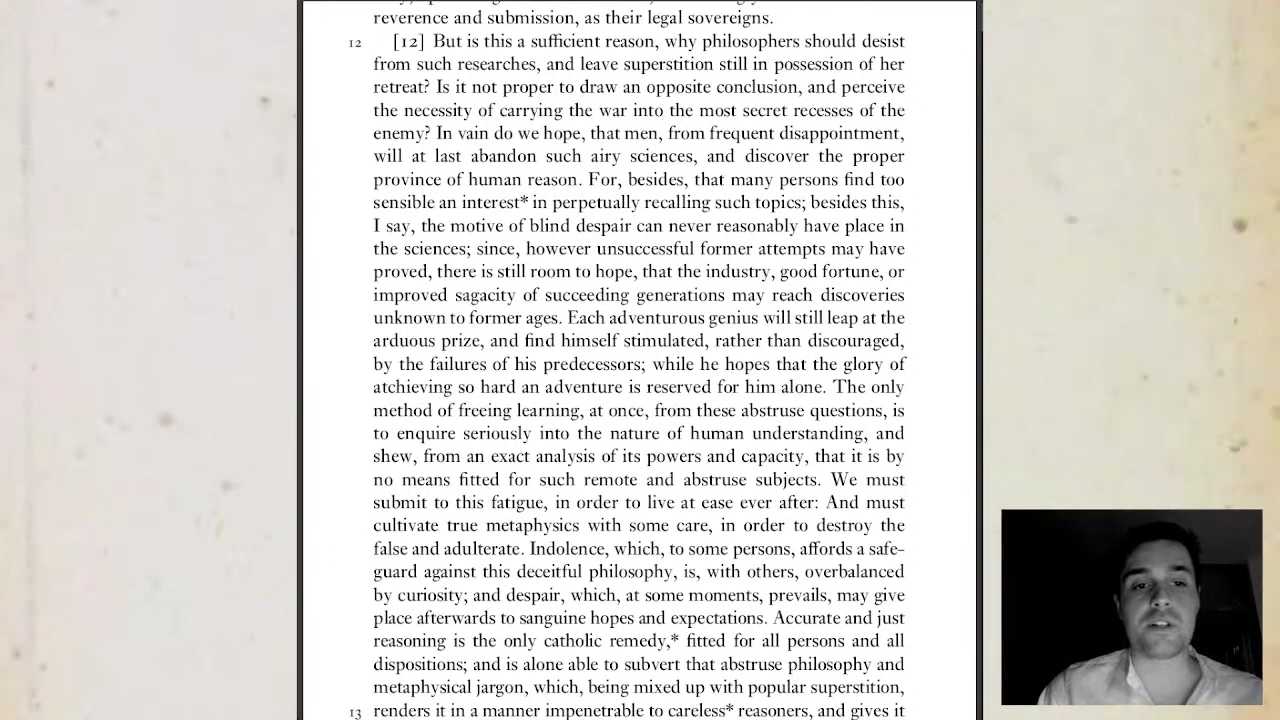 reverence and submission, as their legal sovereigns.
12 [12] But is this a sufficient reason, why philosophers should desist
from such researches, and leave superstition still in possession of her
retreat? Is it not proper to draw an opposite conclusion, and perceive
the necessity of carrying the war into the most secret recesses of the
enemy? In vain do we hope, that men, from frequent disappointment,
will at last abandon such airy sciences, and discover the proper
province of human reason. For, besides, that many persons find too
sensible an interest* in perpetually recalling such topics; besides this,
I say, the motive of blind despair can never reasonably have place in
the sciences; since, however unsuccessful former attempts may have
proved, there is still room to hope, that the industry, good fortune, or
improved sagacity of succeeding generations may reach discoveries
unknown to former ages. Each adventurous genius will still leap at the
arduous prize, and find himself stimulated, rather than discouraged,
by the failures of his predecessors; while he hopes that the glory of
atchieving so hard an adventure is reserved for him alone. The only
method of freeing learning, at once, from these abstruse questions, is
to enquire seriously into the nature of human understanding, and
shew, from an exact analysis of its powers and capacity, that it is by
no means fitted for such remote and abstruse subjects. We must
submit to this fatigue, in order to live at ease ever after: And must
cultivate true metaphysics with some care, in order to destroy the
false and adulterate. Indolence, which, to some persons, affords a safe-
guard against this deceitful philosophy, is, with others, overbalanced
by curiosity; and despair, which, at some moments, prevails, may give
place afterwards to sanguine hopes and expectations. Accurate and just
reasoning is the only catholic remedy,* fitted for all persons and all
dispositions; and is alone able to subvert that abstruse philosophy and
metaphysical jargon, which, being mixed up with popular superstition,
13 renders it in a manner impenetrable to careless* reasoners, and gives it